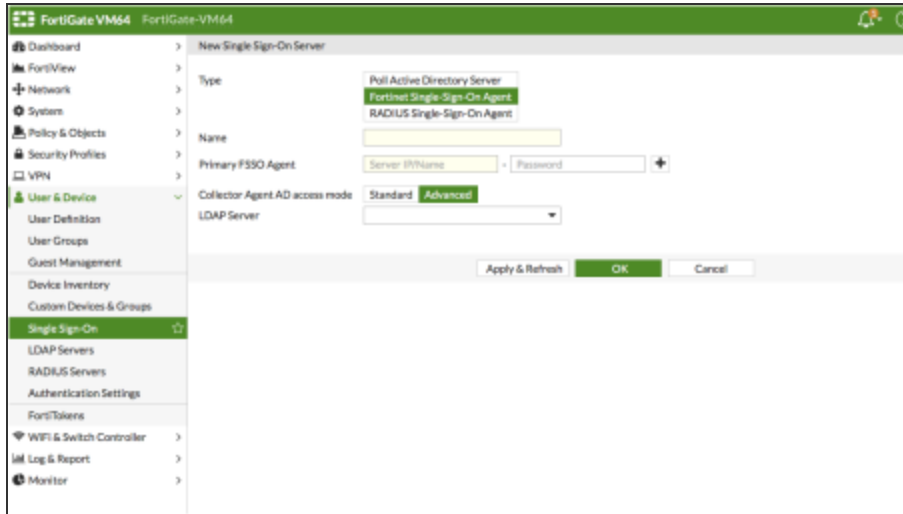 FortiGate VM64 FortiGate-VM64
Dashboard
FortiView
Network
System
Policy & Objects
Security Profiles
VPN
User & Device
User Definition
User Groups
Guest Management
Device Inventory
Custom Devices & Groups
Single Sign-On
LDAP Servers
RADIUS Servers
Authentication Settings
FortiTokens
WiFi & Switch Controller
Log & Report
Monitor
New Single Sign-On Server
Type
Poll Active Directory Server
Fortinet Single-Sign-On Agent
RADIUS Single-Sign-On Agent
Name
Primary FSSO Agent Server IP/Name - Password
Collector Agent AD access mode Standard Advanced
LDAP Server
Apply & Refresh OK Cancel